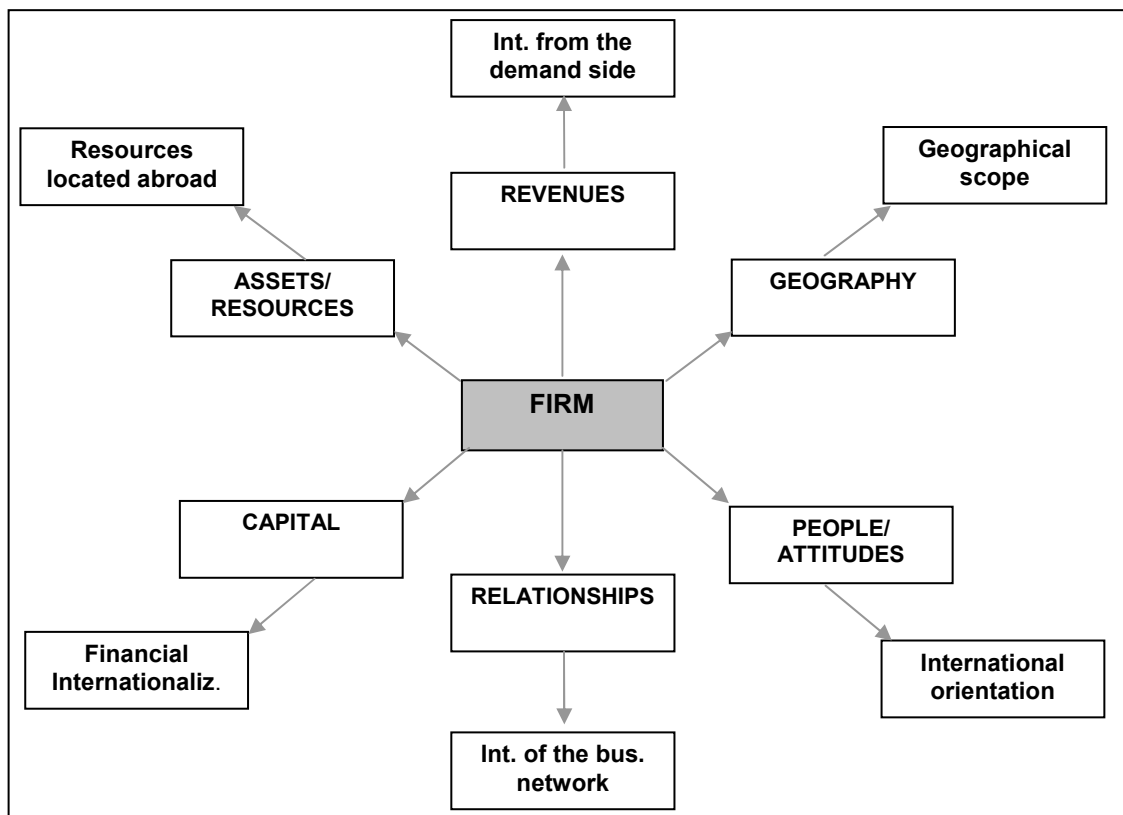 Int. from the
demand side
Resources
located abroad
Geographical
scope
REVENUES
ASSETS/
RESOURCES
GEOGRAPHY
FIRM
CAPITAL
PEOPLE/
ATTITUDES
RELATIONSHIPS
Financial
Internationaliz.
International
orientation
Int. of the bus.
network